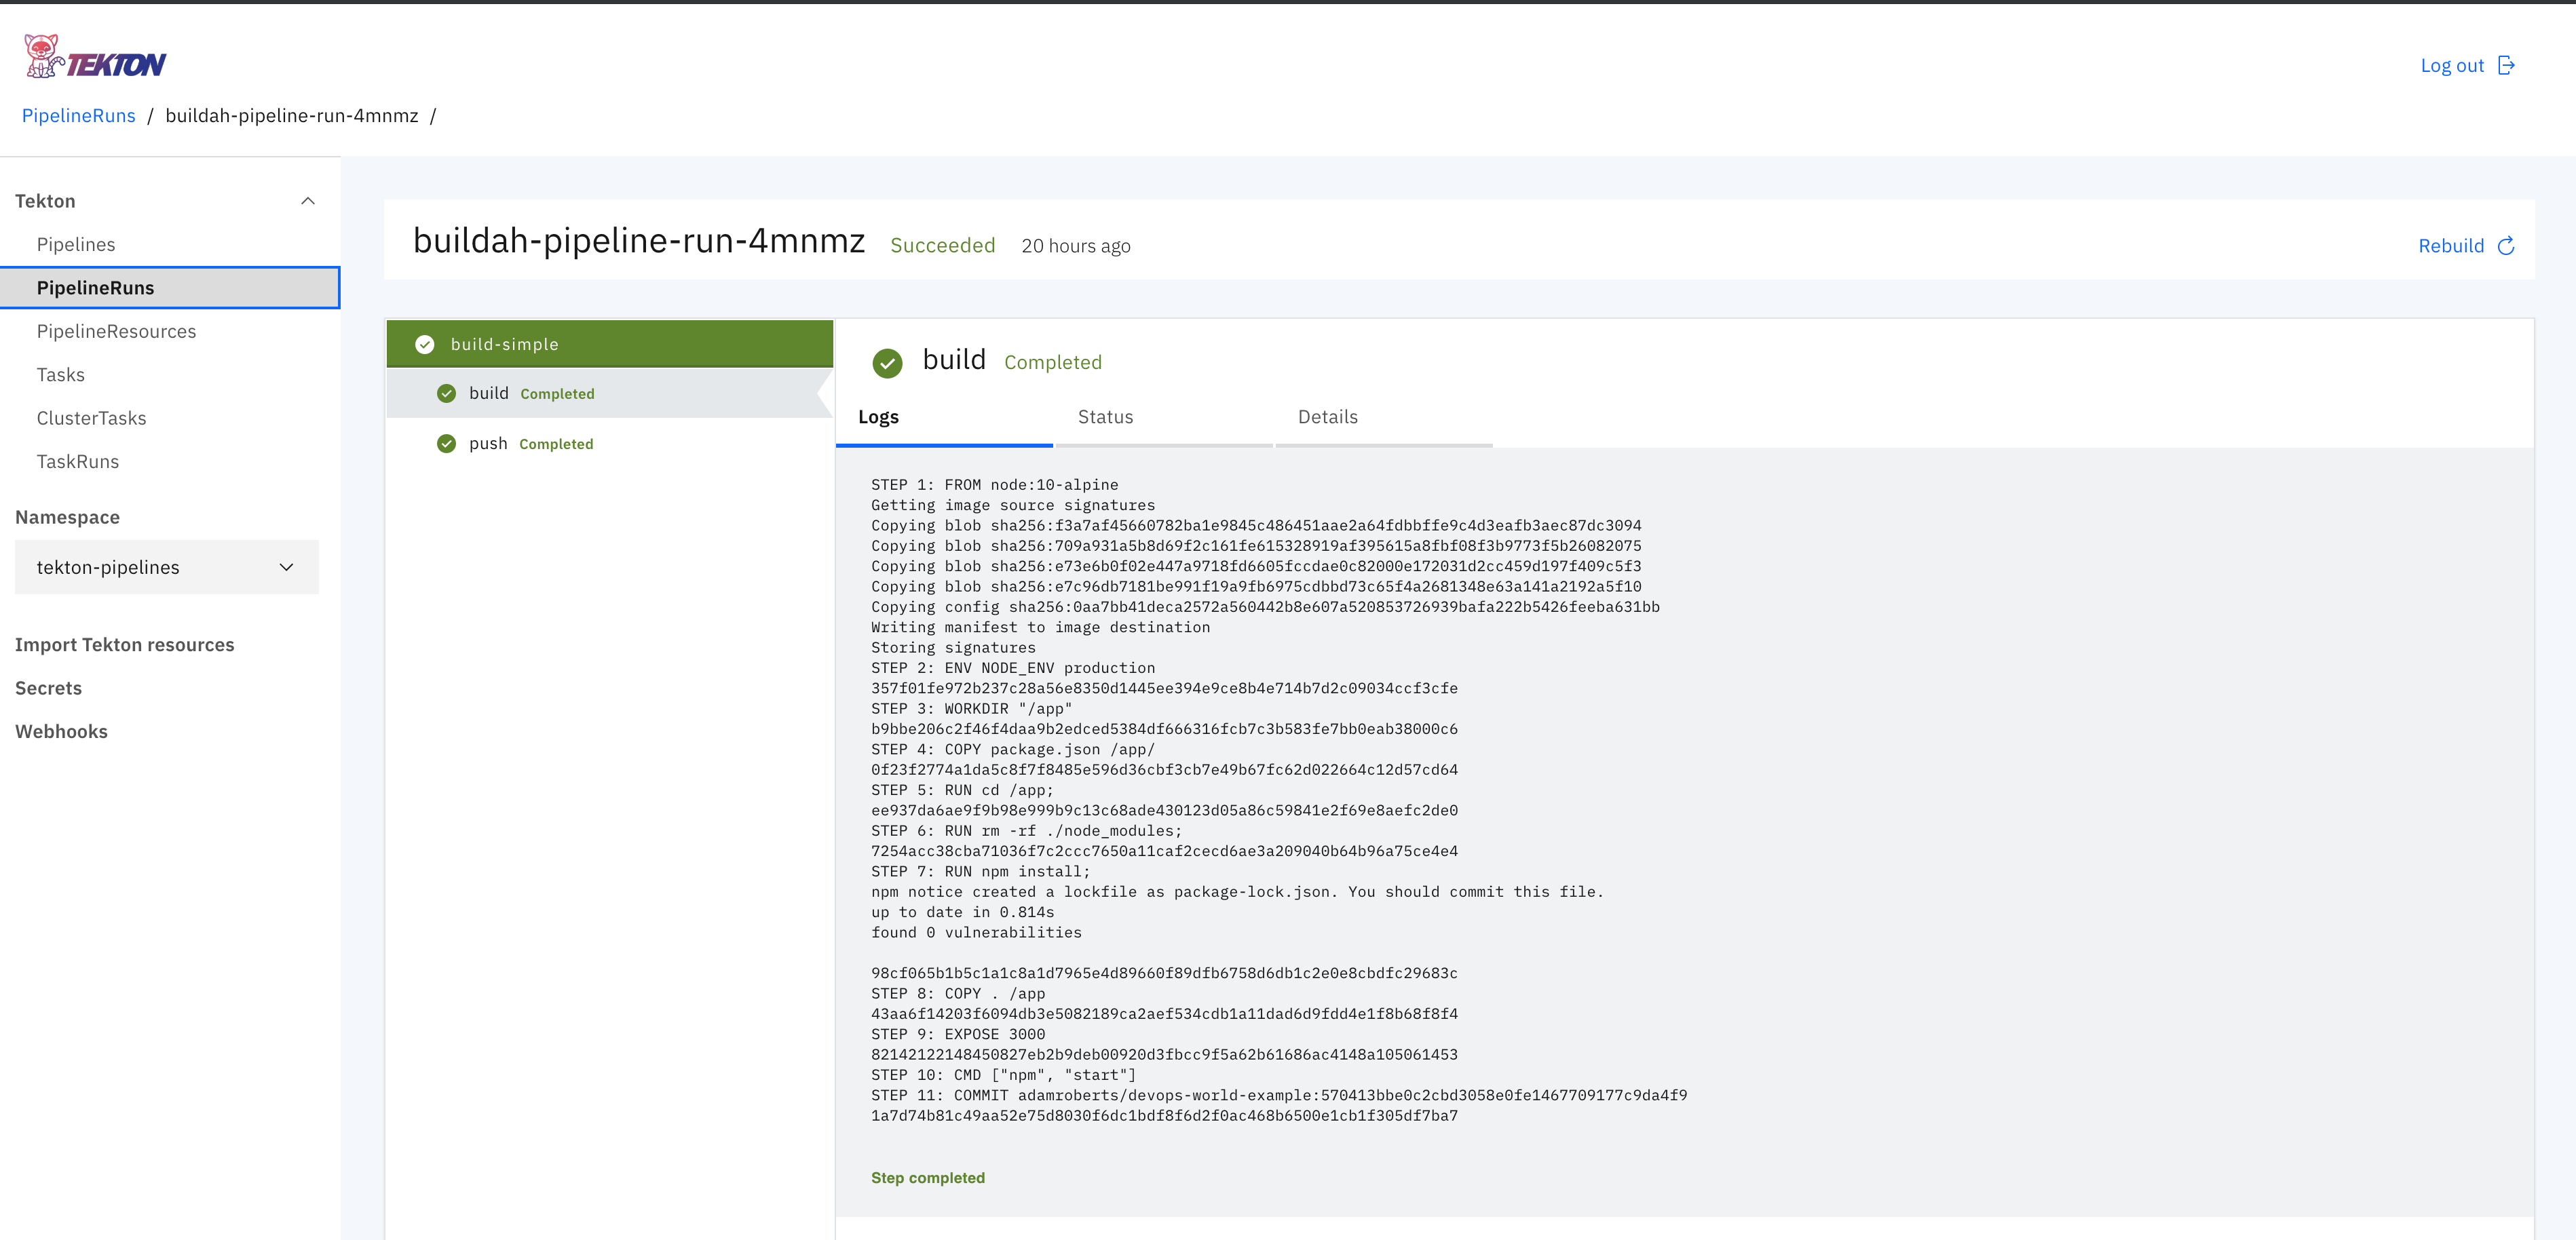 TEKTON
Log out
PipelineRuns / buildah-pipeline-run-4mnmz /
Tekton
Pipelines
PipelineRuns
PipelineResources
Tasks
ClusterTasks
TaskRuns
Namespace
tekton-pipelines
Import Tekton resources
Secrets
Webhooks
buildah-pipeline-run-4mnmz Succeeded 20 hours ago
Rebuild
build-simple
build Completed
push Completed
build Completed
Logs Status Details
STEP 1: FROM node:10-alpine
Getting image source signatures
Copying blob sha256:f3a7af45660782ba1e9845c486451aae2a64fdbbffe9c4d3eafb3aec87dc3094
Copying blob sha256:709a931a5b8d69f2c161fe615328919af395615a8fbf08f3b9773f5b26082075
Copying blob sha256:e73e6b0f02e447a9718fd6605fccdae0c82000e172031d2cc459d197f409c5f3
Copying blob sha256:e7c96db7181be991f19a9fb6975cdbbd73c65f4a2681348e63a141a2192a5f10
Copying config sha256:0aa7bb41deca2572a560442b8e607a520853726939bafa222b5426feeba631bb
Writing manifest to image destination
Storing signatures
STEP 2: ENV NODE_ENV production
357f01fe972b237c28a56e8350d1445ee394e9ce8b4e714b7d2c09034ccf3cfe
STEP 3: WORKDIR "/app"
b9bbe206c2f46f4daa9b2edced5384df666316fcb7c3b583fe7bb0eab38000c6
STEP 4: COPY package.json /app/
0f23f2774a1da5c8f7f8485e596d36cbf3cb7e49b67fc62d022664c12d57cd64
STEP 5: RUN cd /app;
ee937da6ae9f9b98e999b9c13c68ade430123d05a86c59841e2f69e8aefc2de0
STEP 6: RUN rm -rf ./node_modules;
7254acc38cba71036f7c2ccc7650a11caf2cecd6ae3a209040b64b96a75ce4e4
STEP 7: RUN npm install;
npm notice created a lockfile as package-lock.json. You should commit this file.
up to date in 0.814s
found 0 vulnerabilities
98cf065b1b5c1a1c8a1d7965e4d89660f89dfb6758d6db1c2e0e8cbdfc29683c
STEP 8: COPY . /app
43aa6f14203f6094db3e5082189ca2aef534cdb1a11dad6d9fdd4e1f8b68f8f4
STEP 9: EXPOSE 3000
82142122148450827eb2b9deb00920d3fbcc9f5a62b61686ac4148a105061453
STEP 10: CMD ["npm", "start"]
STEP 11: COMMIT adamroberts/devops-world-example:570413bbe0c2cbd3058e0fe1467709177c9da4f9
1a7d74b81c49aa52e75d8030f6dc1bdf8f6d2f0ac468b6500e1cb1f305df7ba7
Step completed